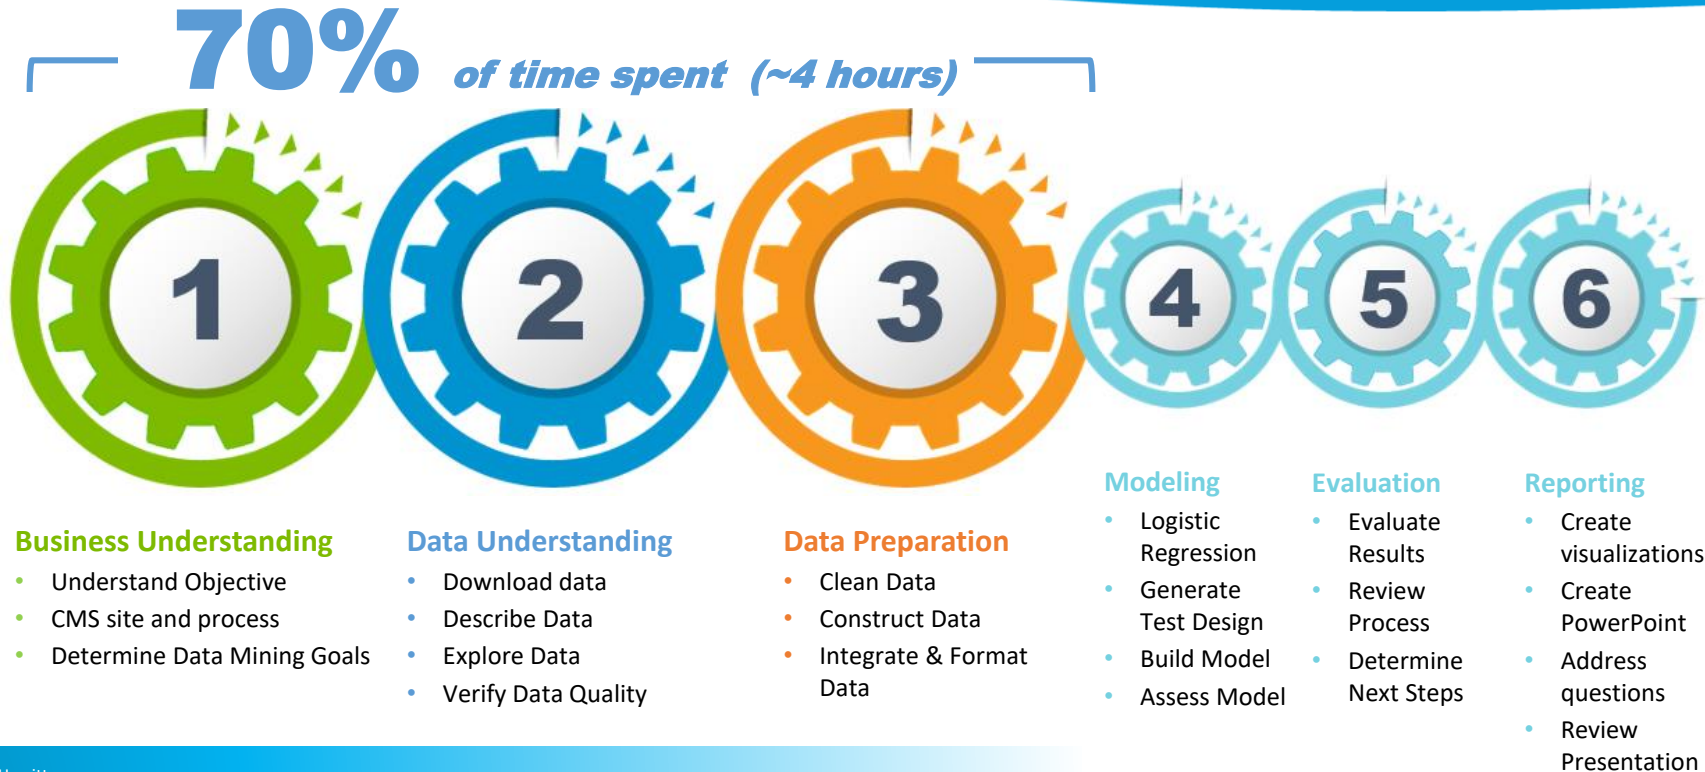 70% of time spent (~4 hours)
1
2
3
4
5
6
Business Understanding
• Understand Objective
• CMS site and process
• Determine Data Mining Goals
Data Understanding
• Download data
• Describe Data
• Explore Data
• Verify Data Quality
Data Preparation
• Clean Data
• Construct Data
• Integrate & Format
Data
Modeling
• Logistic
Regression
• Generate
Test Design
• Build Model
• Assess Model
Evaluation
• Evaluate
Results
• Review
Process
• Determine
Next Steps
Reporting
• Create
visualizations
• Create
PowerPoint
• Address
questions
• Review
Presentation